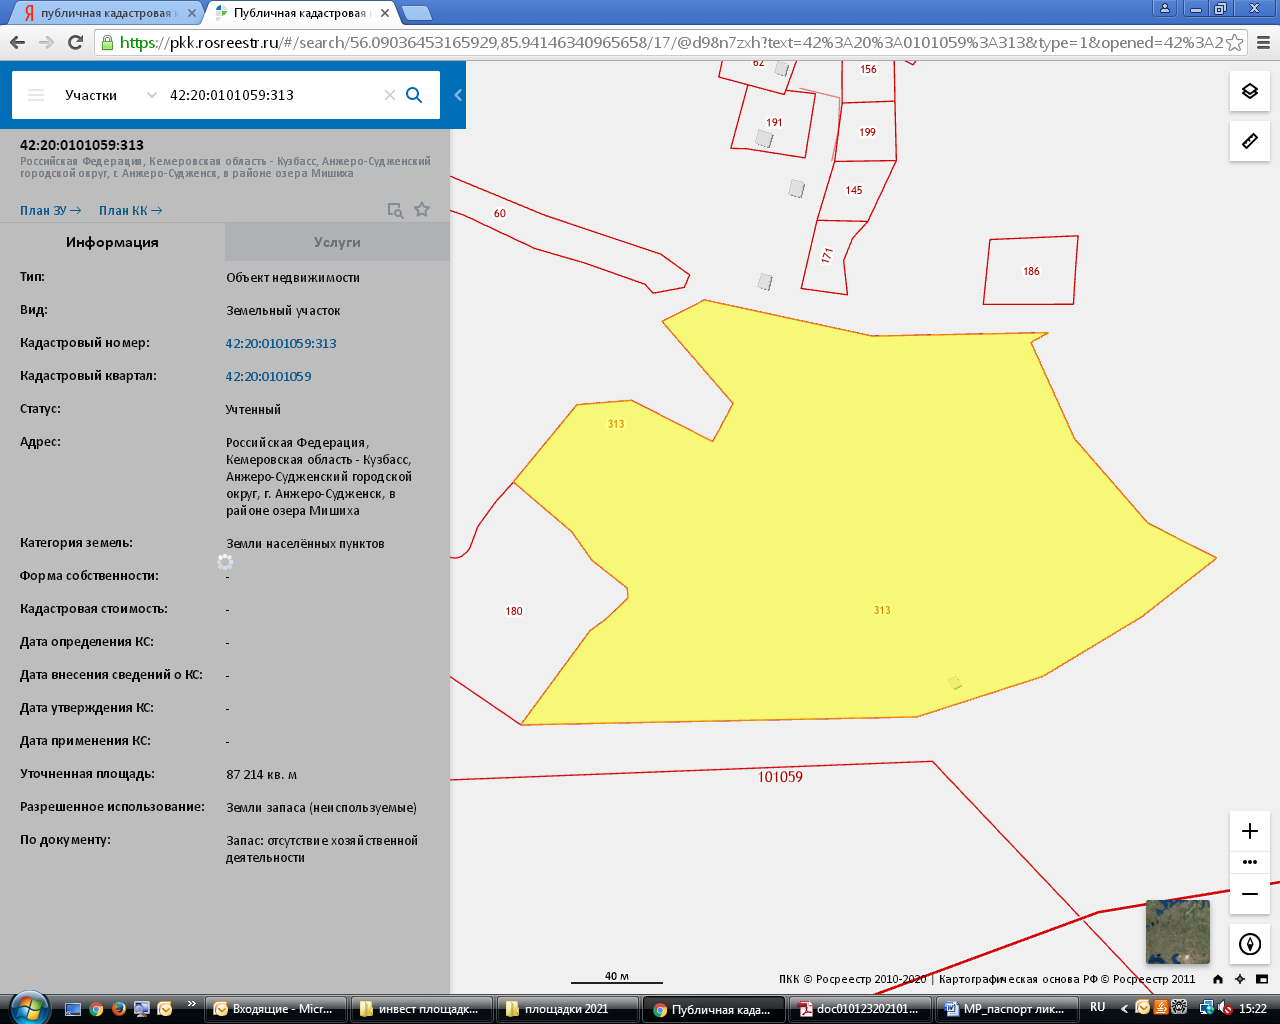 публичная кадастровая
Публичная кадастровая
https://pkk.rosreestr.ru/#/search/56.09036453165929,85.94146340965658/17/@d98n7zxh?text=42%3A20%3A0101059%3A313&type=1&opened=42%3A2
Участки
42:20:0101059:313
42:20:0101059:313
Российская Федерация, Кемеровская область - Кузбасс, Анжеро-Судженский
городской округ, г. Анжеро-Судженск, в районе озера Мишиха
План ЗУ →
План КК →
Информация
Услуги
Тип:
Объект недвижимости
Вид:
Земельный участок
Кадастровый номер:
42:20:0101059:313
Кадастровый квартал:
42:20:0101059
Статус:
Учтенный
Адрес:
Российская Федерация,
Кемеровская область - Кузбасс,
Анжеро-Судженский городской
округ, г. Анжеро-Судженск, в
районе озера Мишиха
Категория земель:
Земли населённых пунктов
Форма собственности:
-
Кадастровая стоимость:
-
Дата определения КС:
-
Дата внесения сведений о КС:
-
Дата утверждения КС:
-
Дата применения КС:
-
Уточненная площадь:
87 214 кв. м
Разрешенное использование:
Земли запаса (неиспользуемые)
По документу:
Запас: отсутствие хозяйственной
деятельности
62
156
191
199
145
60
171
186
313
180
313
101059
40 м
ПКК © Росреестр 2010-2020 | Картографическая основа РФ © Росреестр 2011
Входящие - Micr...
инвест площадк...
площадки 2021
Публичная када...
doc010123202101...
МР_паспорт лик...
RU
15:22